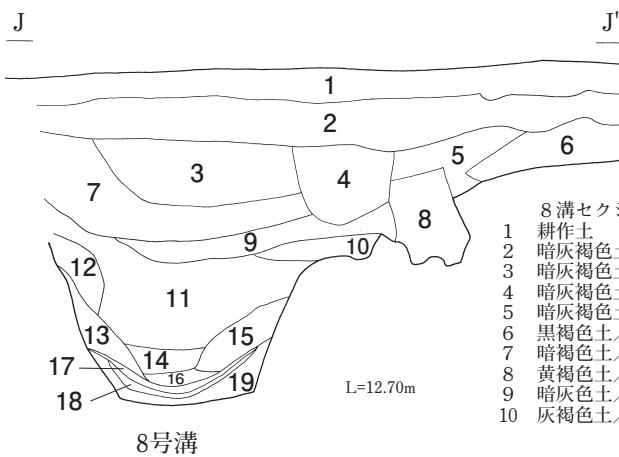 J
J'
1
2
3
4
5
6
7
8
9
10
11
12
13
14
15
16
17
18
19
L=12.70m
8号溝
8溝セク
1 耕作土
2 暗灰褐色土
3 暗灰褐色土
4 暗灰褐色土
5 暗灰褐色土
6 黒褐色土/
7 暗褐色土/
8 黄褐色土/
9 暗灰色土/
10 灰褐色土/